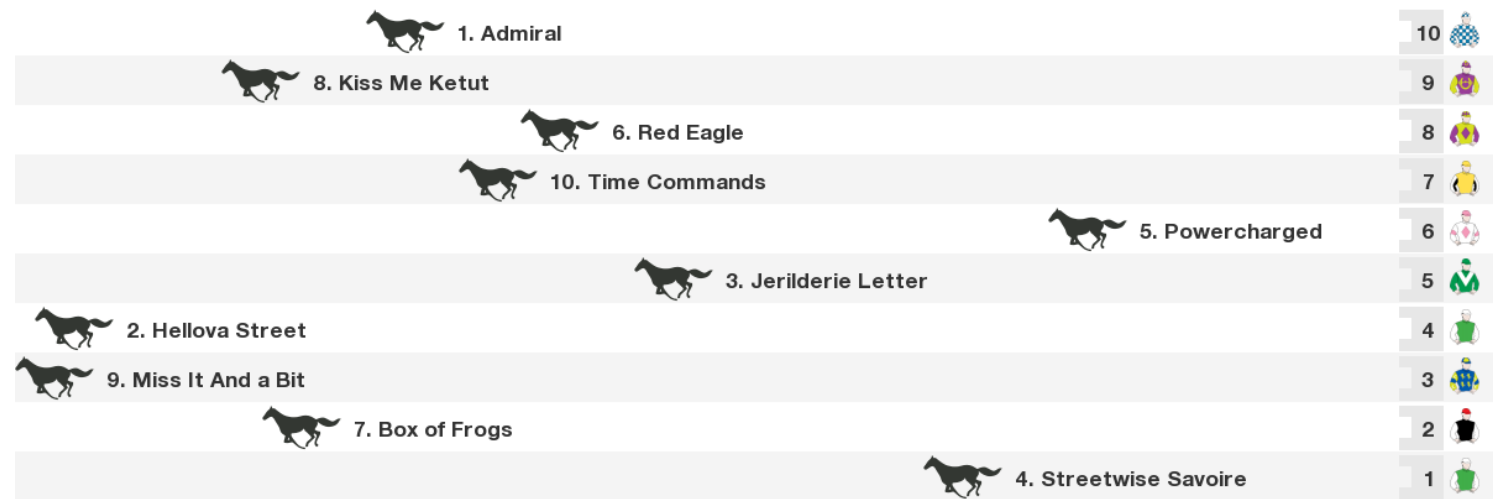 1. Admiral 10
8. Kiss Me Ketut 9
6. Red Eagle 8
10. Time Commands 7
5. Powercharged 6
3. Jerilderie Letter 5
2. Hellova Street 4
9. Miss It And a Bit 3
7. Box of Frogs 2
4. Streetwise Savoire 1